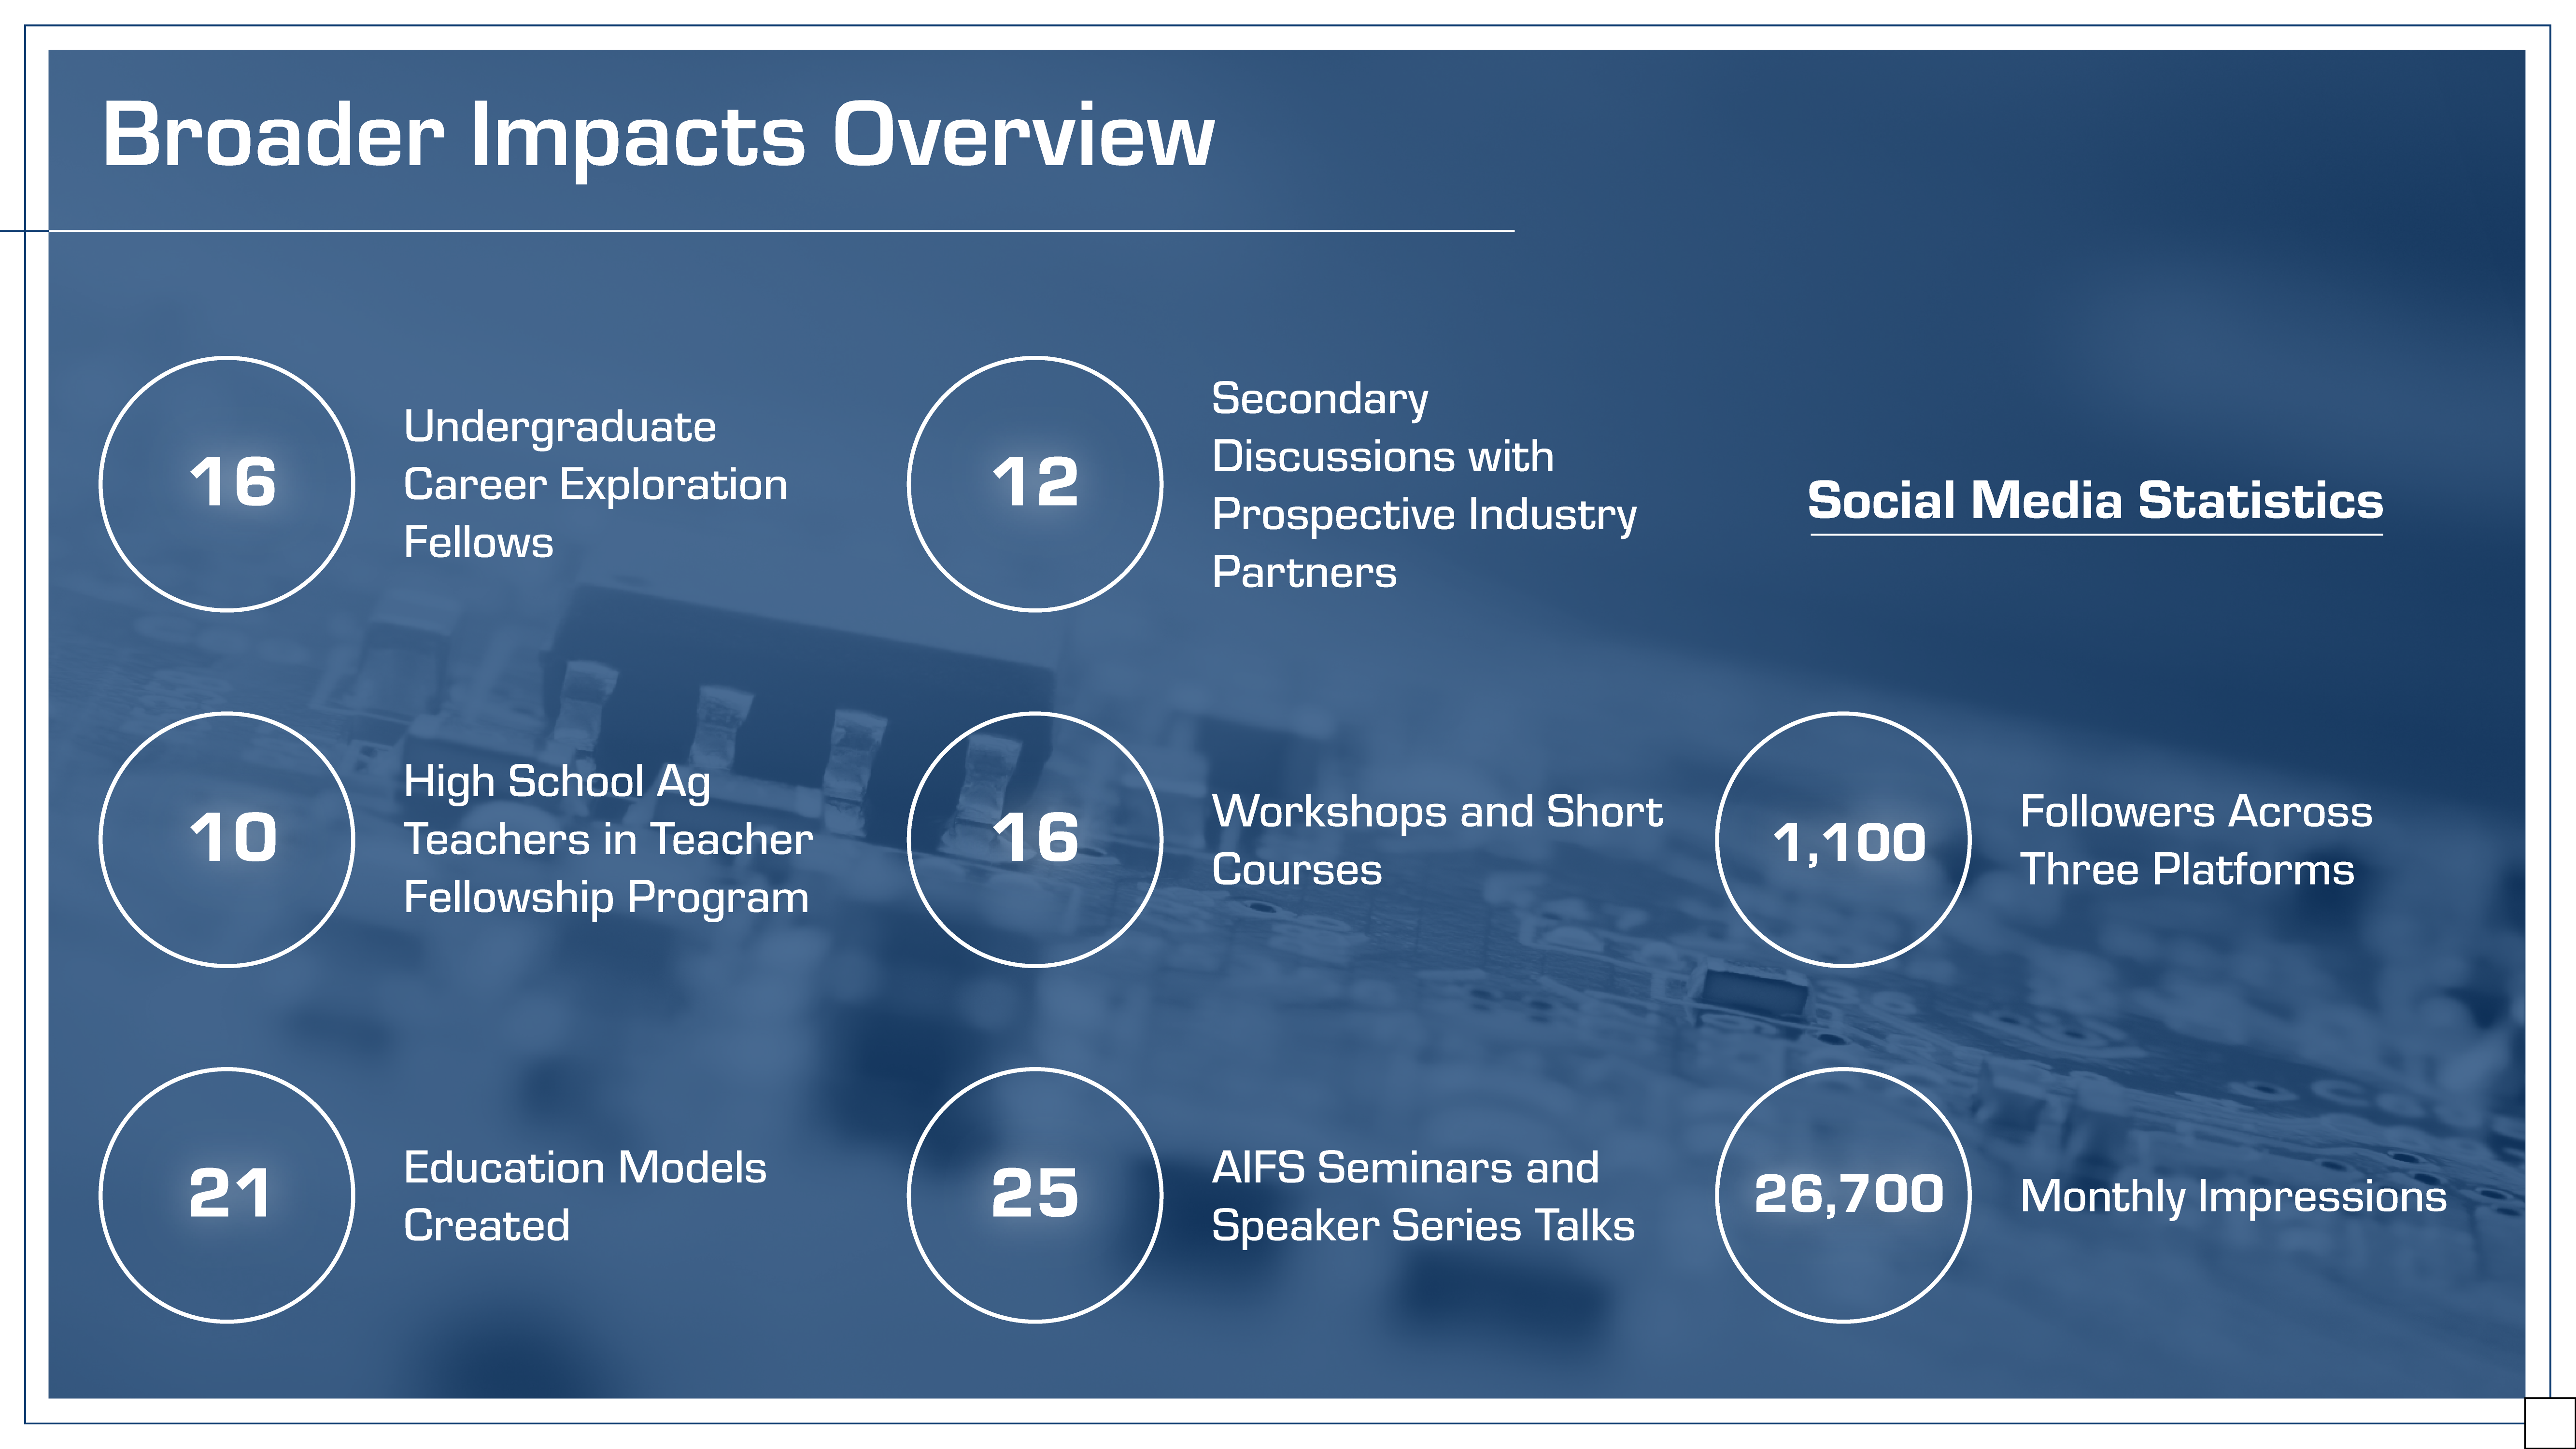 Broader Impacts Overview
16
Undergraduate
Career Exploration
Fellows
12
Secondary
Discussions with
Prospective Industry
Partners
Social Media Statistics
10
High School Ag
Teachers in Teacher
Fellowship Program
16
Workshops and Short
Courses
1,100
Followers Across
Three Platforms
21
Education Models
Created
25
AIFS Seminars and
Speaker Series Talks
26,700
Monthly Impressions